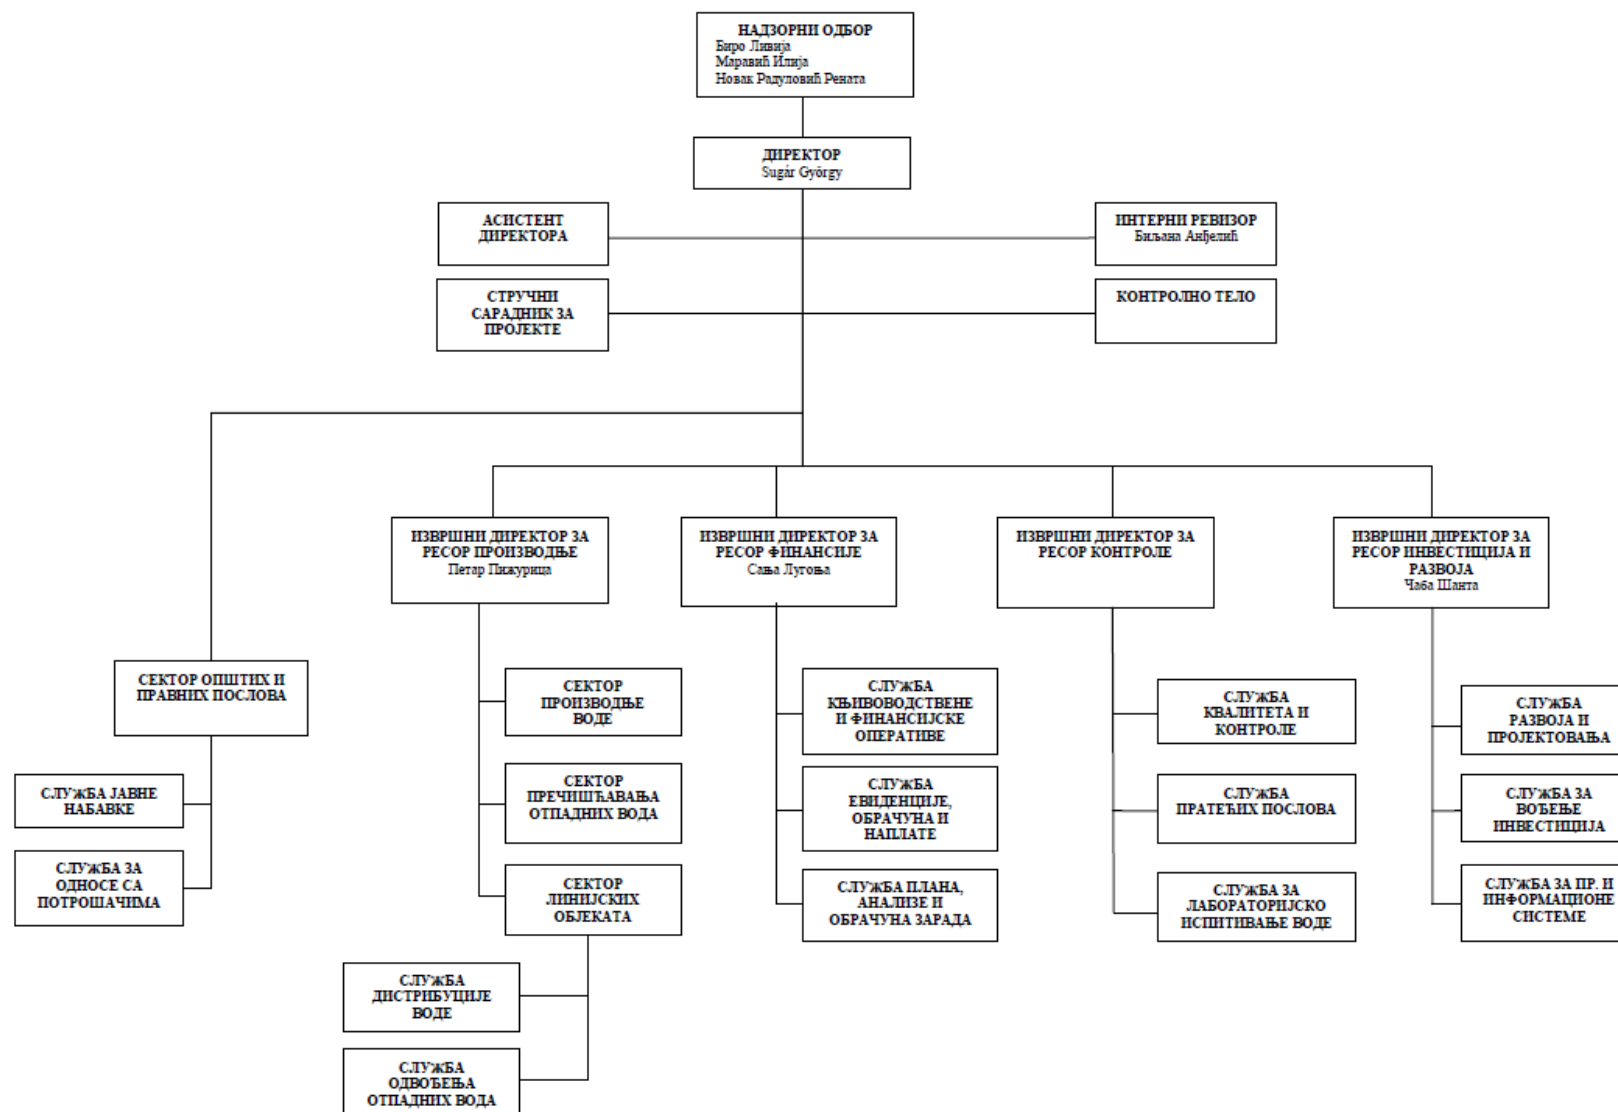 НАДЗОРНИ ОДБОР
Биро Ливија
Маравић Илија
Новак Радуловић Рената
ДИРЕКТОР
Sugár György
АСИСТЕНТ
ДИРЕКТОРА
ИНТЕРНИ РЕВИЗОР
Биљана Анђелић
СТРУЧНИ
САРАДНИК ЗА
ПРОЈЕКТЕ
КОНТРОЛНО ТЕЛО
ИЗВРШНИ ДИРЕКТОР ЗА
РЕСОР ПРОИЗВОДЊЕ
Петар Пижурица
ИЗВРШНИ ДИРЕКТОР ЗА
РЕСОР ФИНАНСИЈЕ
Сања Лугоња
ИЗВРШНИ ДИРЕКТОР ЗА
РЕСОР КОНТРОЛЕ
ИЗВРШНИ ДИРЕКТОР ЗА
РЕСОР ИНВЕСТИЦИЈА И
РАЗВОЈА
Чаба Шанта
СЕКТОР ОПШТИХ И
ПРАВНИХ ПОСЛОВА
СЛУЖБА ЈАВНЕ
НАБАВКЕ
СЛУЖБА ЗА
ОДНОСЕ СА
ПОТРОШАЧИМА
СЕКТОР
ПРОИЗВОДЊЕ
ВОДЕ
СЕКТОР
ПРЕЧИШЋАВАЊА
ОТПАДНИХ ВОДА
СЕКТОР
ЛИНИЈСКИХ
ОБЈЕКАТА
СЛУЖБА
ДИСТРИБУЦИЈЕ
ВОДЕ
СЛУЖБА
ОДВОЂЕЊА
ОТПАДНИХ ВОДА
СЛУЖБА
КЊИВОВОДСТВЕНЕ
И ФИНАНСИЈСКЕ
ОПЕРАТИВЕ
СЛУЖБА
ЕВИДЕНЦИЈЕ,
ОБРАЧУНА И
НАПЛАТЕ
СЛУЖБА ПЛАНА,
АНАЛИЗЕ И
ОБРАЧУНА ЗАРАДА
СЛУЖБА
КВАЛИТЕТА И
КОНТРОЛЕ
СЛУЖБА
ПРАТЕЋИХ ПОСЛОВА
СЛУЖБА ЗА
ЛАБОРАТОРИЈСКО
ИСПИТИВАЊЕ ВОДЕ
СЛУЖБА
РАЗВОЈА И
ПРОЈЕКТОВАЊА
СЛУЖБА ЗА
ВОЂЕЊЕ
ИНВЕСТИЦИЈА
СЛУЖБА ЗА ПР. И
ИНФОРМАЦИОНЕ
СИСТЕМЕ